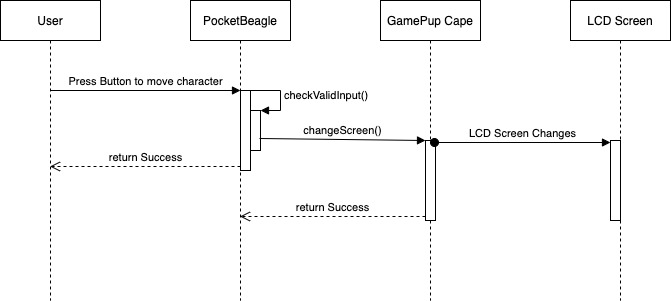 User
PocketBeagle
GamePup Cape
LCD Screen
Press Button to move character
checkValidInput()
changeScreen()
LCD Screen Changes
return Success
return Success